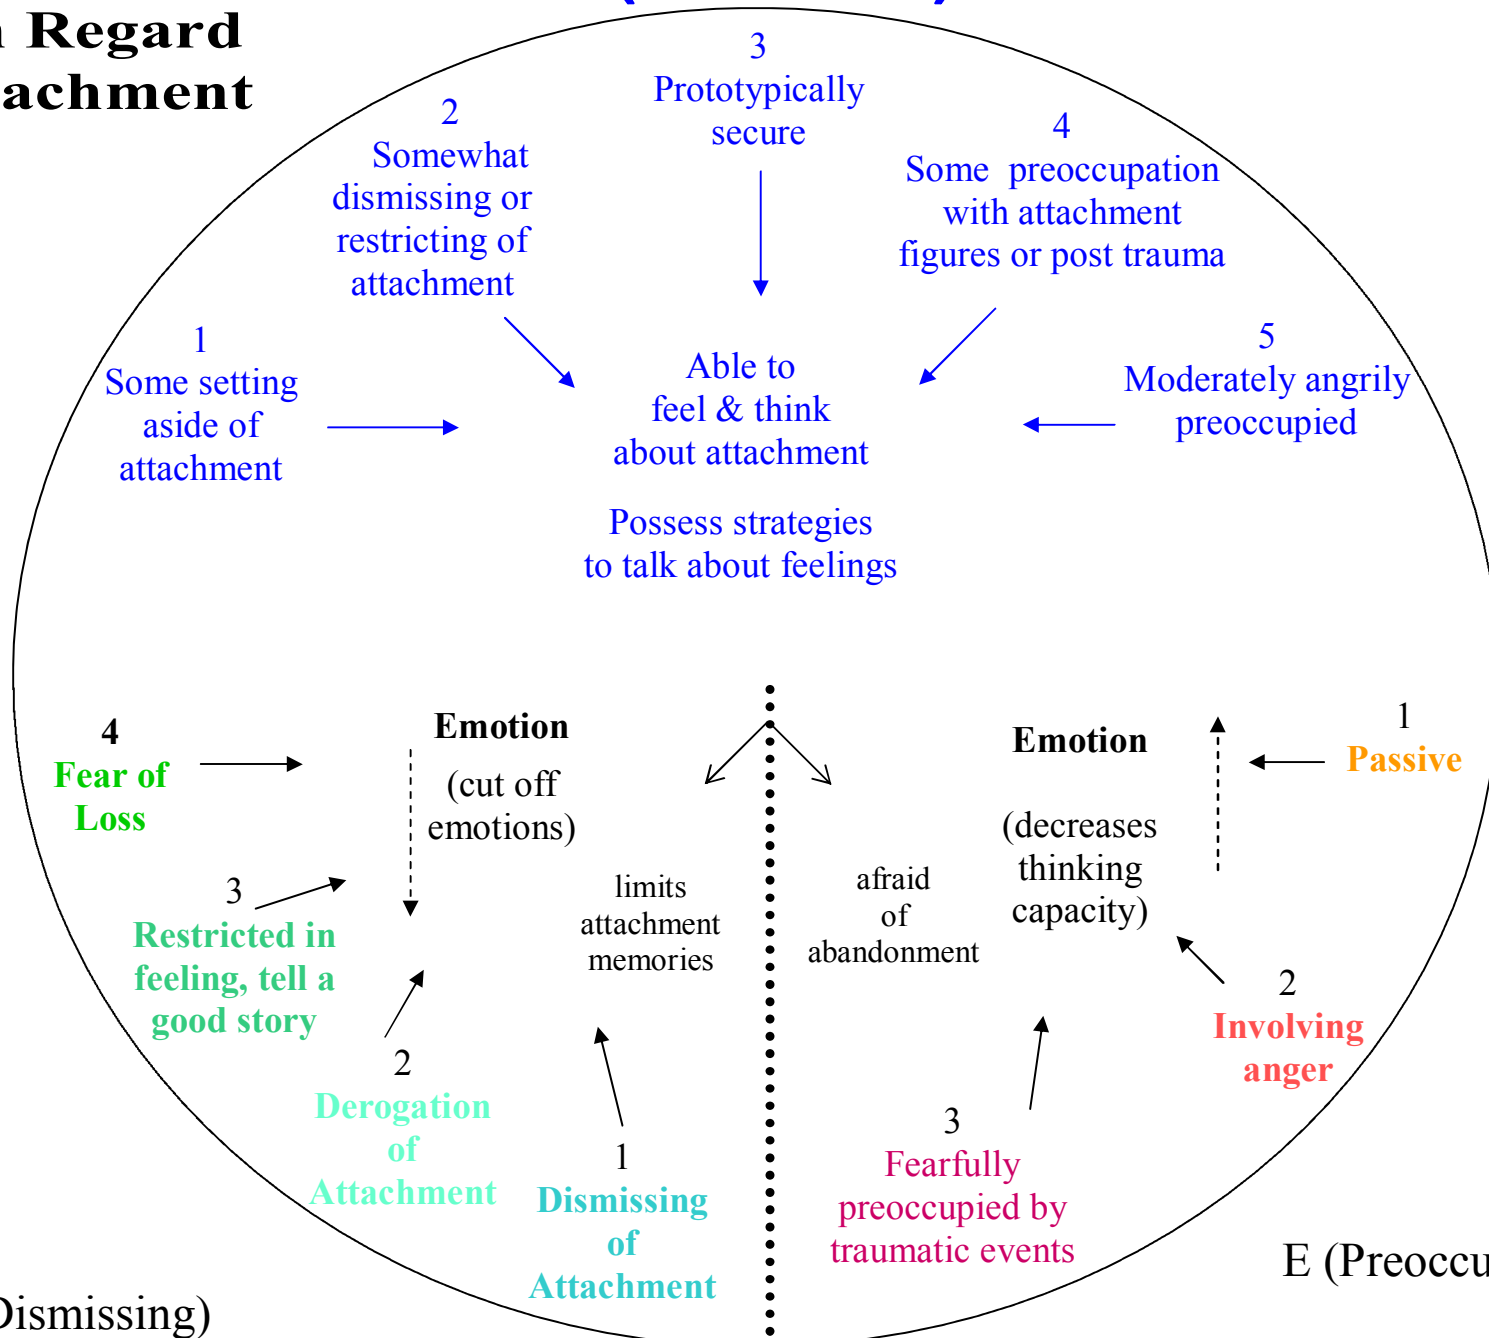 Regard
3
Prototypically
secure
2
Somewhat
dismissing or
restricting of
attachment
4
Some preoccupation
with attachment
figures or post trauma
1
Some setting
aside of
attachment
Able to
feel & think
about attachment
Possess strategies
to talk about feelings
5
Moderately angrily
preoccupied
4
Fear of
Loss
Emotion
(cut off
emotions)
3
Restricted in
feeling, tell a
good story
limits
attachment
memories
2
Derogation
of
Attachment
1
Dismissing
of
Attachment
afraid
of
abandonment
Emotion
(decreases
thinking
capacity)
1
Passive
2
Involving
anger
3
Fearfully
preoccupied by
traumatic events
Dismissing)
E (Preoccu